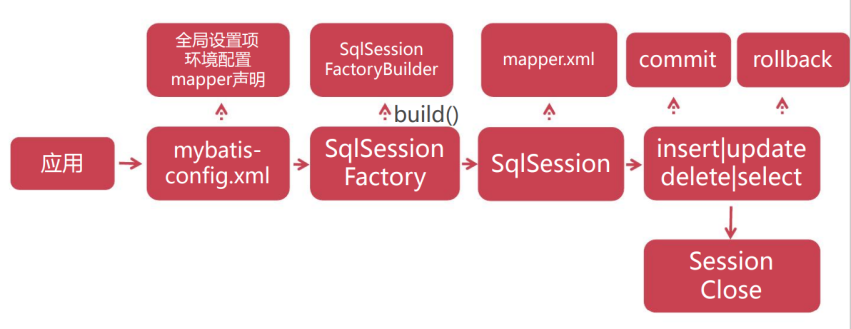 全局设置项
环境配置
mapper声明
SqlSession
FactoryBuilder
mapper.xml
commit
rollback
build()
应用
mybatis-
config.xml
SqlSession
Factory
SqlSession
insert|update
delete|select
Session
Close